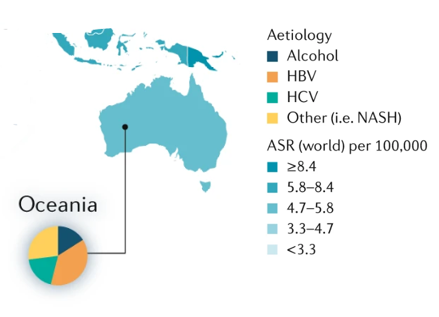 Aetiology
Alcohol
HBV
HCV
Other (i.e. NASH)
ASR (world) per 100,000
≥8.4
5.8–8.4
4.7–5.8
3.3–4.7
<3.3
Oceania